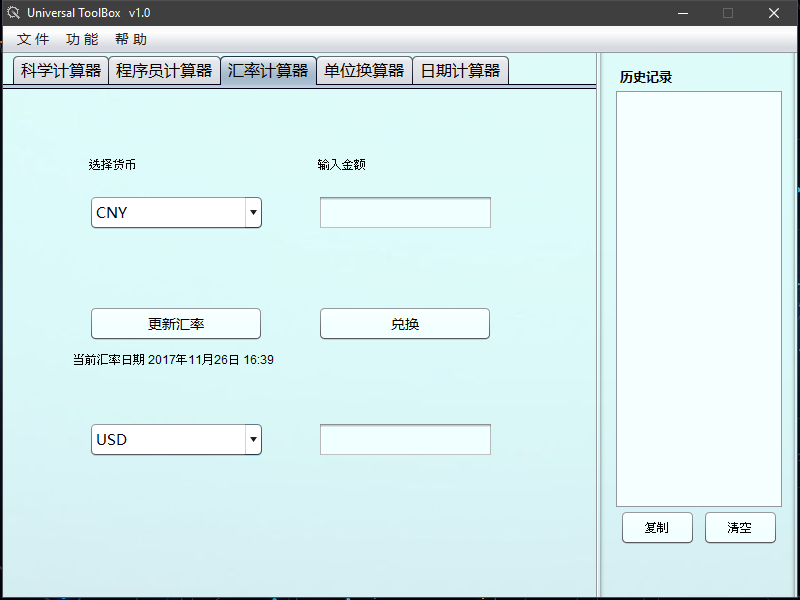 Universal ToolBox v1.0
文件 功能 帮助
科学计算器 程序员计算器 汇率计算器 单位换算器 日期计算器
历史记录
选择货币 输入金额
CNY
更新汇率 兑换
当前汇率日期 2017年11月26日 16:39
USD
复制 清空